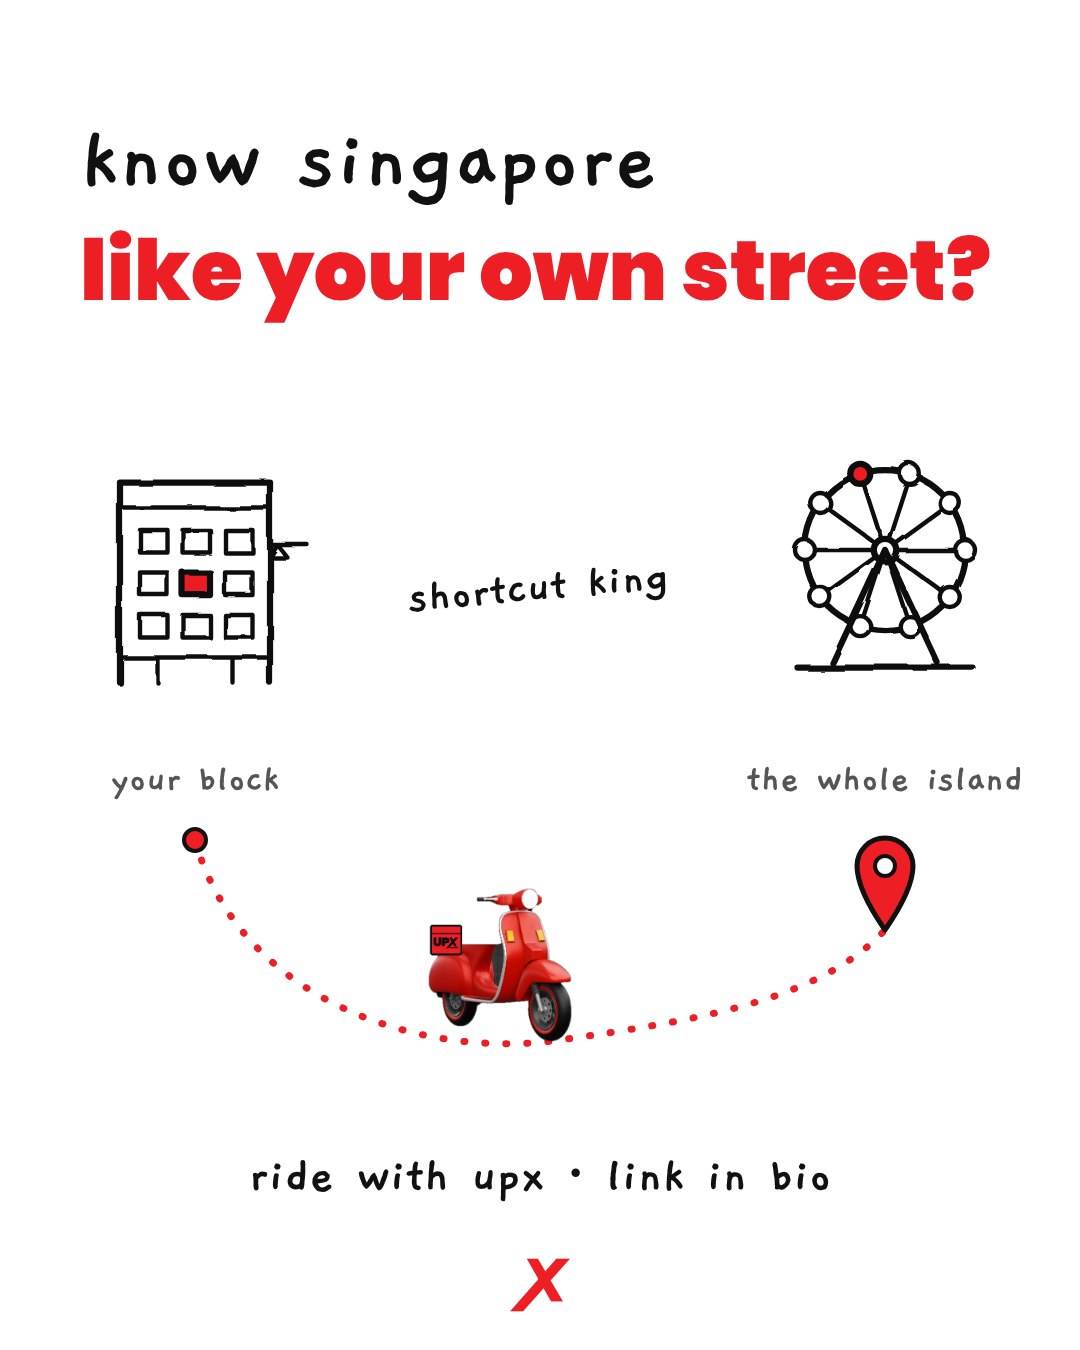 know singapore
like your own street?
shortcut king
your block
the whole island
UPX
ride with upx • link in bio
X